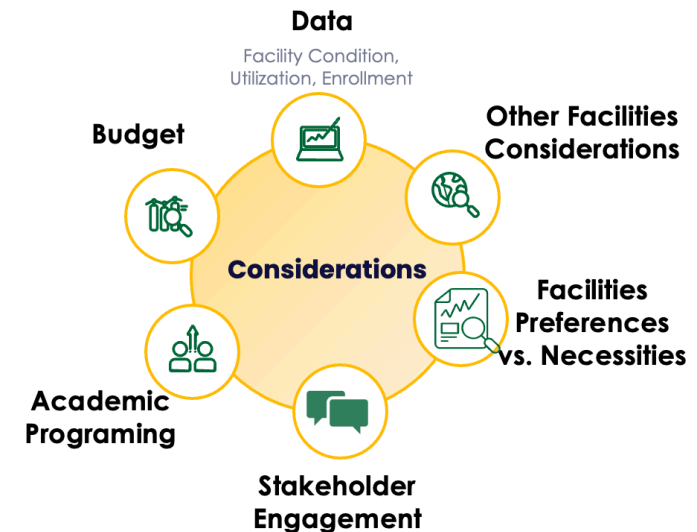 Data
Facility Condition,
Utilization, Enrollment
Other Facilities
Considerations
Budget
Considerations
Facilities
Preferences
vs. Necessities
Academic
Programing
Stakeholder
Engagement